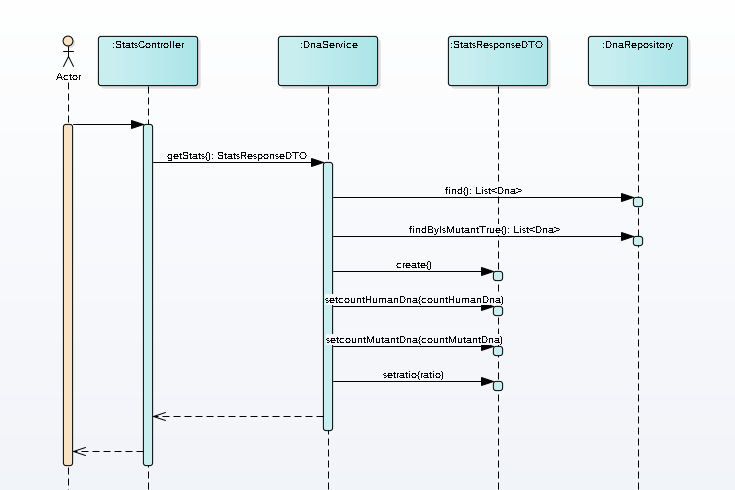 :StatsController
:DnaService
:StatsResponseDTO
:DnaRepository
Actor
getStats(): StatsResponseDTO
find(): List<Dna>
findByIsMutantTrue(): List<Dna>
create()
setcountHumanDna(countHumanDna)
setcountMutantDna(countMutantDna)
setratio(ratio)